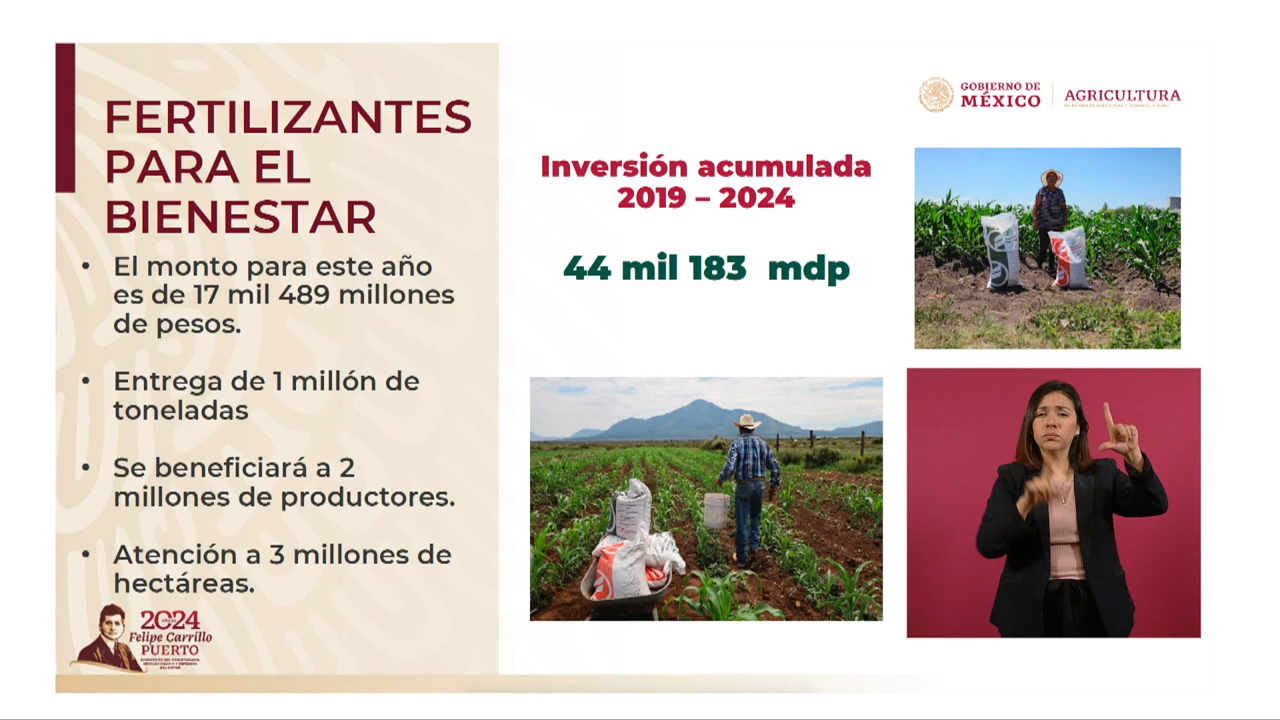 FERTILIZANTES
PARA EL
BIENESTAR
• El monto para este año
es de 17 mil 489 millones
de pesos.
• Entrega de 1 millón de
toneladas
• Se beneficiará a 2
millones de productores.
• Atención a 3 millones de
hectáreas.
2024
Felipe Carrillo
PUERTO
Inversión acumulada
2019 – 2024
44 mil 183 mdp
GOBIERNO DE
MÉXICO
AGRICULTURA